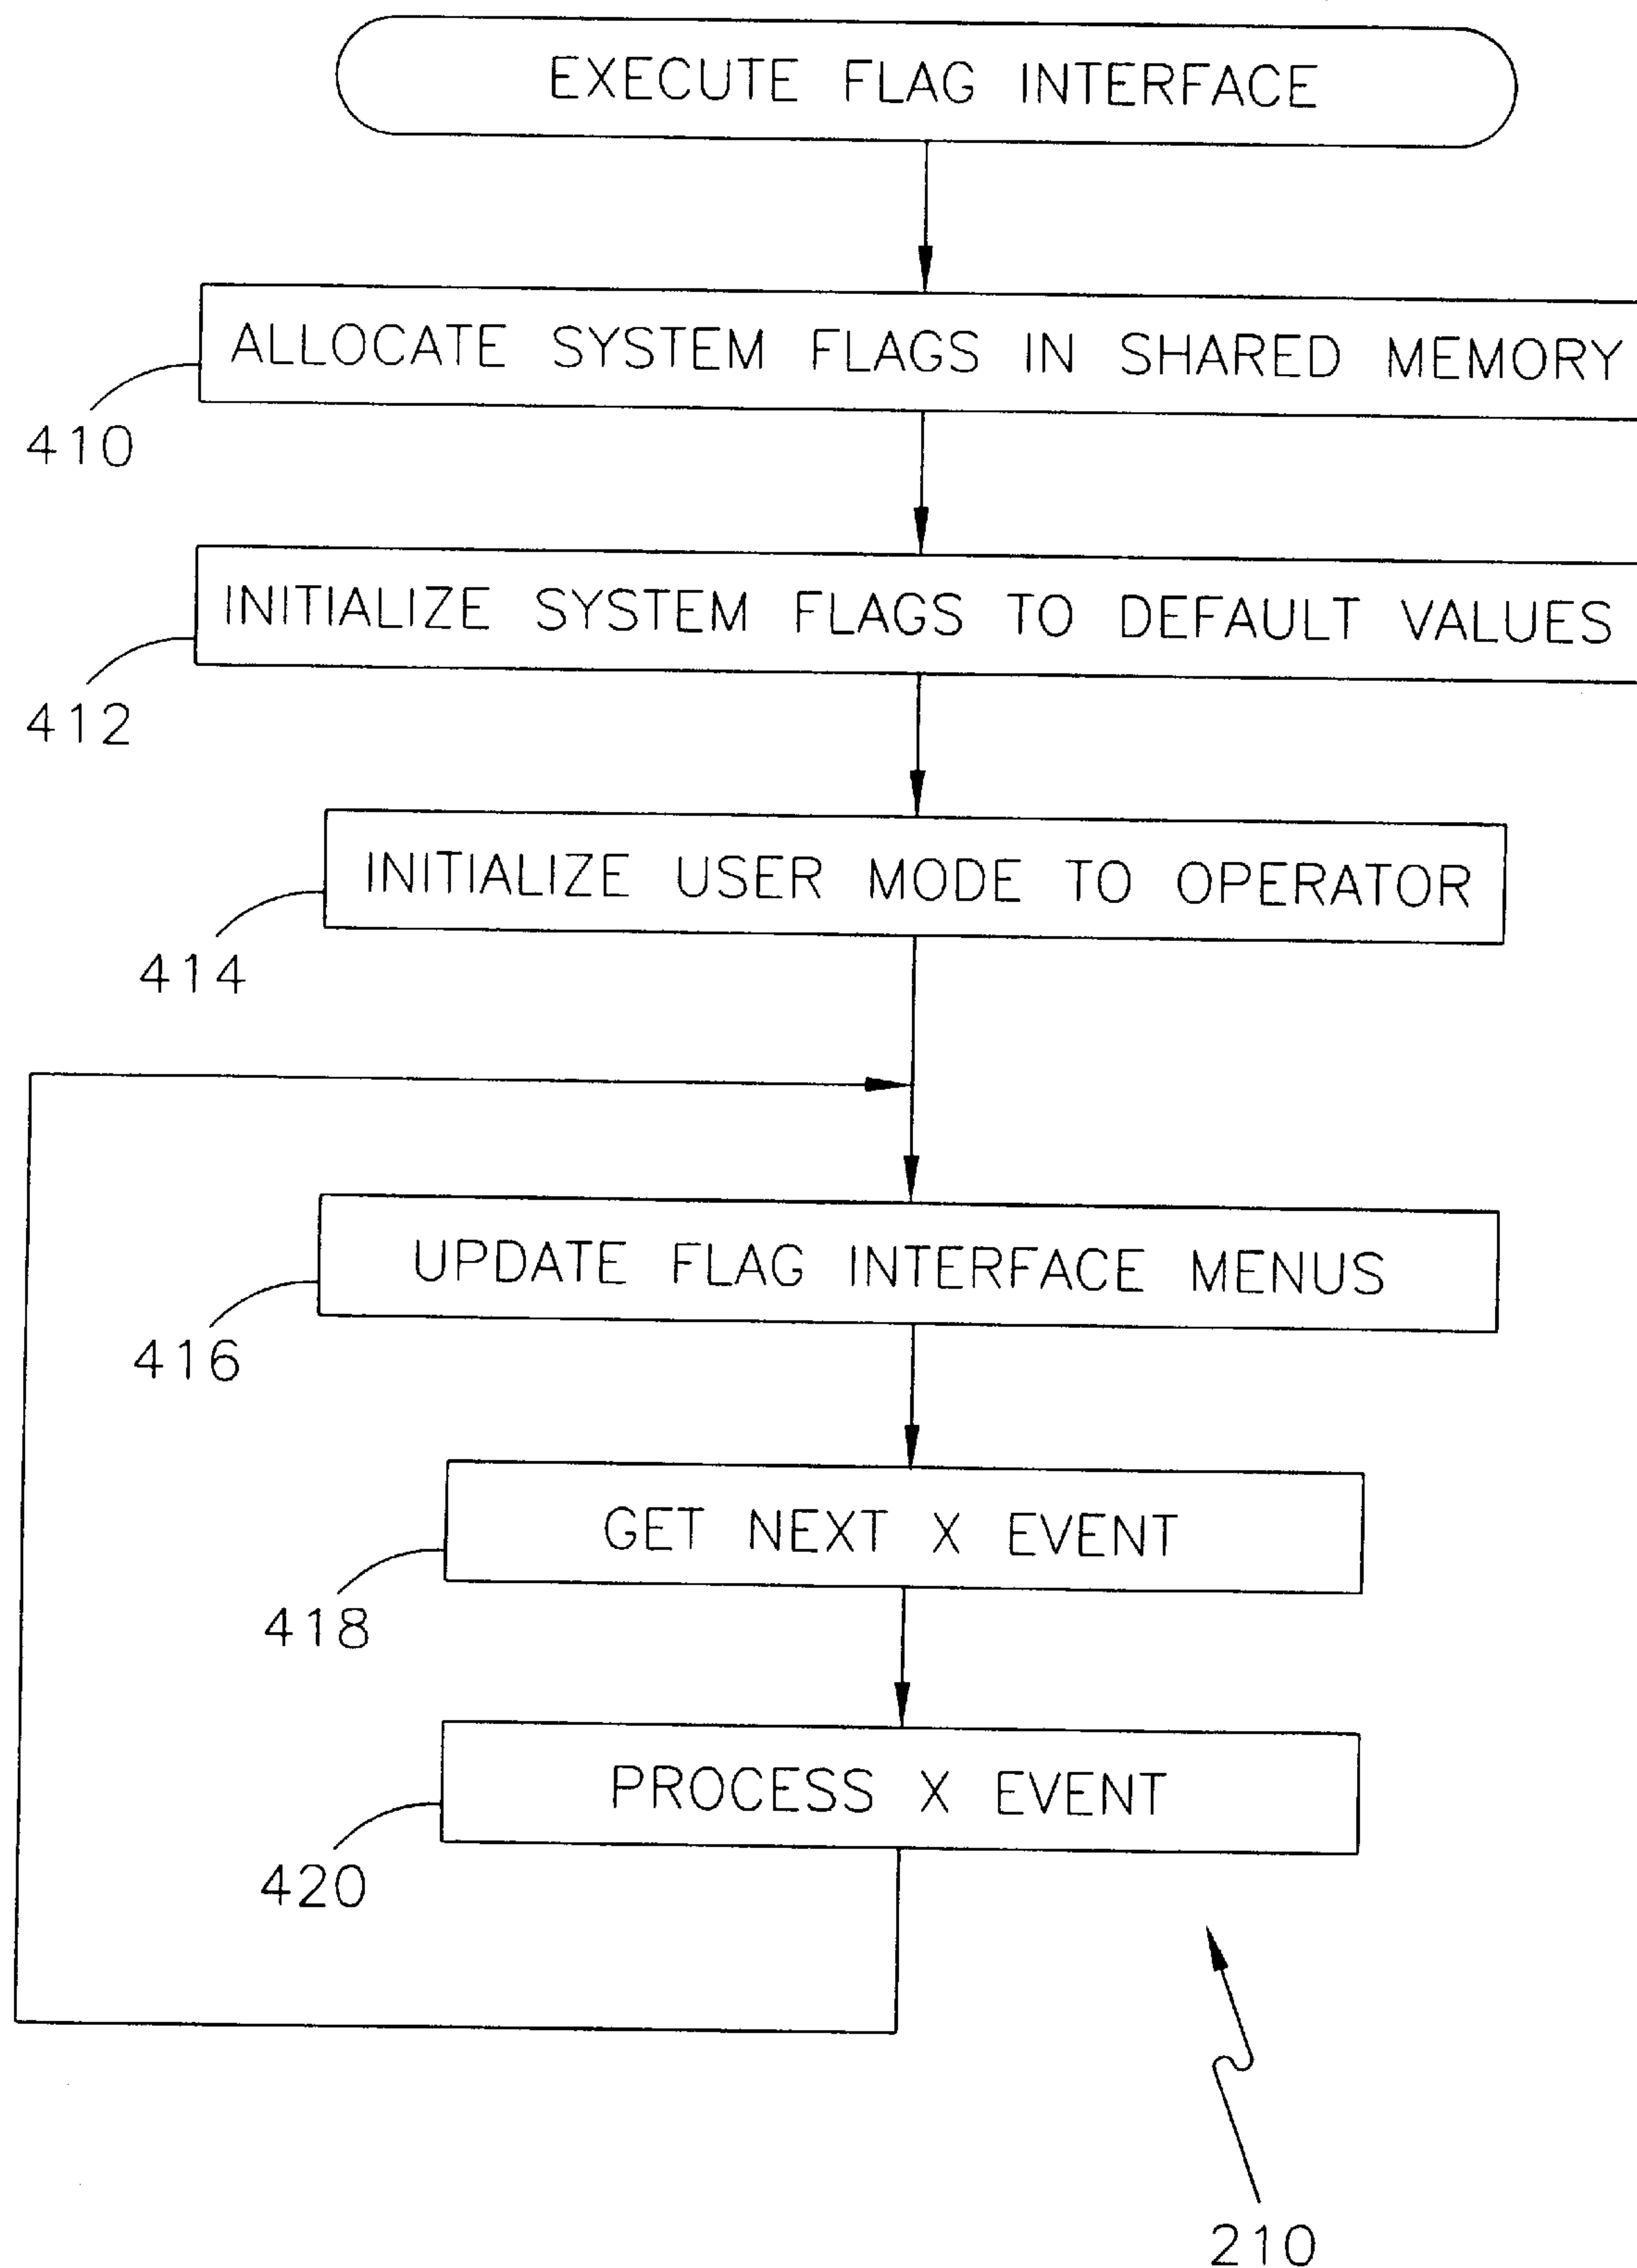 EXECUTE FLAG INTERFACE
ALLOCATE SYSTEM FLAGS IN SHARED MEMORY
410
INITIALIZE SYSTEM FLAGS TO DEFAULT VALUES
412
INITIALIZE USER MODE TO OPERATOR
414
UPDATE FLAG INTERFACE MENUS
416
GET NEXT X EVENT
418
PROCESS X EVENT
420
210